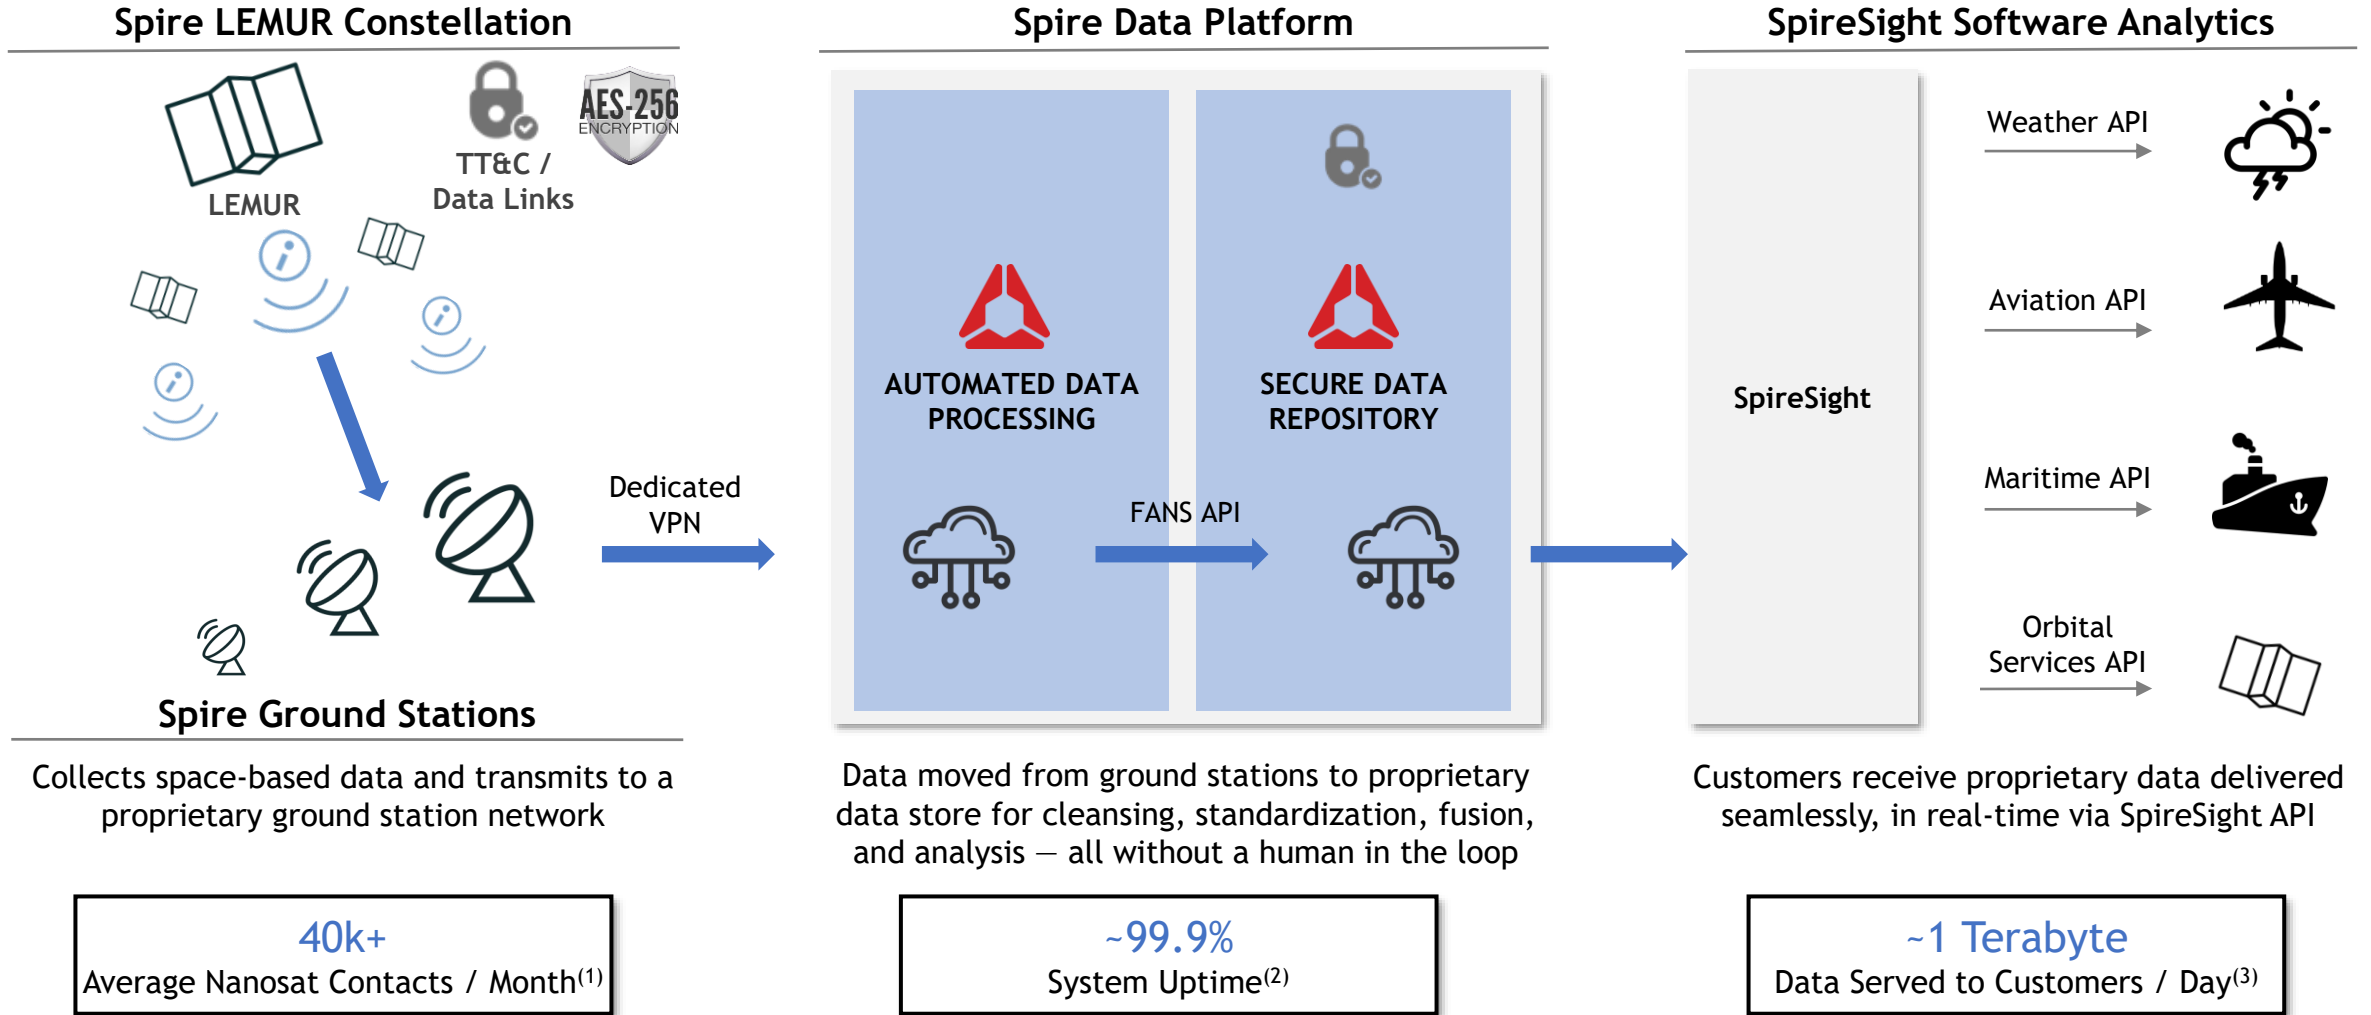 Spire LEMUR Constellation
AES-256
ENCRYPTION
TT&C /
Data Links
LEMUR
Dedicated
VPN
Spire Ground Stations
Collects space-based data and transmits to a
proprietary ground station network
40k+
Average Nanosat Contacts / Month(1)
Spire Data Platform
AUTOMATED DATA
PROCESSING
SECURE DATA
REPOSITORY
FANS API
Data moved from ground stations to proprietary
data store for cleansing, standardization, fusion,
and analysis – all without a human in the loop
~99.9%
System Uptime(2)
SpireSight Software Analytics
SpireSight
Weather API
Aviation API
Maritime API
Orbital
Services API
Customers receive proprietary data delivered
seamlessly, in real-time via SpireSight API
~1 Terabyte
Data Served to Customers / Day(3)